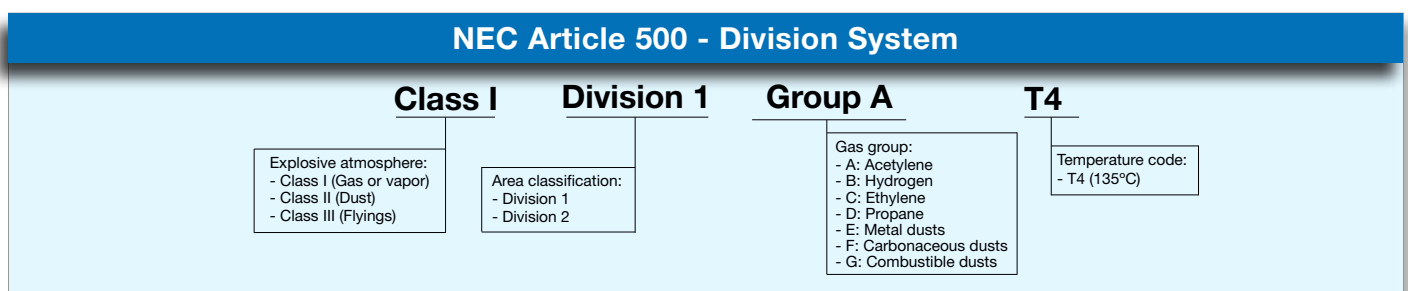 NEC Article 500 - Division System
Class I
Division 1
Group A
T4
Explosive atmosphere:
- Class I (Gas or vapor)
- Class II (Dust)
- Class III (Flyings)
Area classification:
- Division 1
- Division 2
Gas group:
- A: Acetylene
- B: Hydrogen
- C: Ethylene
- D: Propane
- E: Metal dusts
- F: Carbonaceous dusts
- G: Combustible dusts
Temperature code:
- T4 (135ºC)